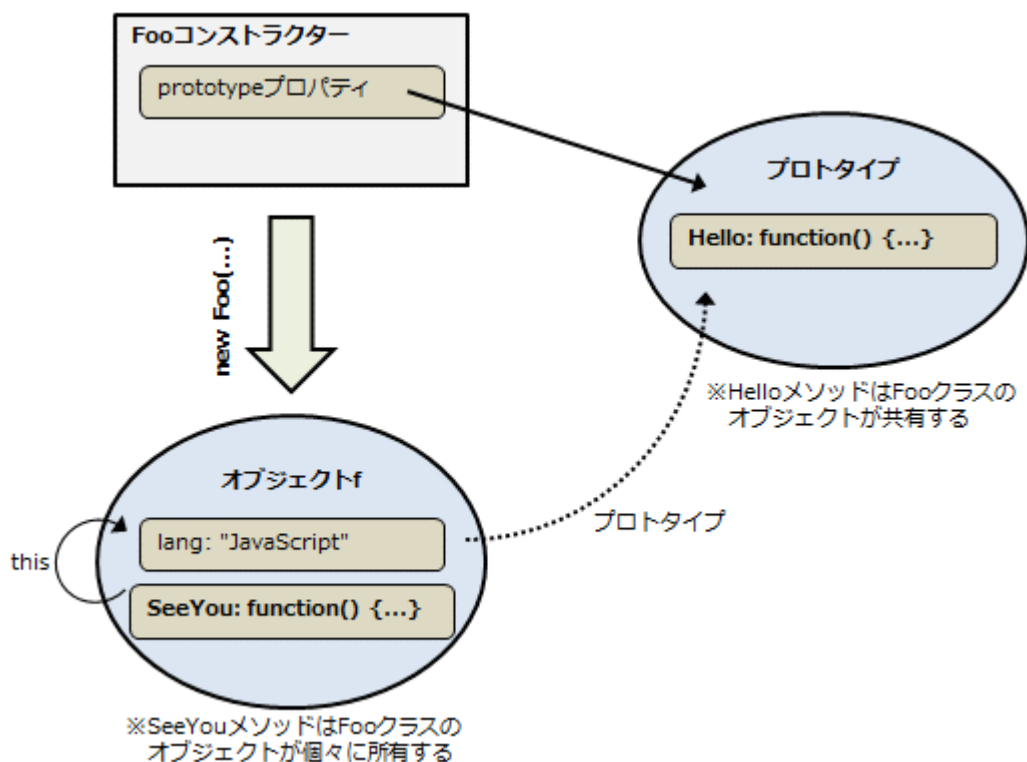 Fooコンストラクター
prototypeプロパティ
プロトタイプ
Hello: function() {...}
※HelloメソッドはFooクラスの
オブジェクトが共有する
new Foo(...)
オブジェクトf
lang: "JavaScript"
SeeYou: function() {...}
this
プロトタイプ
※SeeYouメソッドはFooクラスの
オブジェクトが個々に所有する